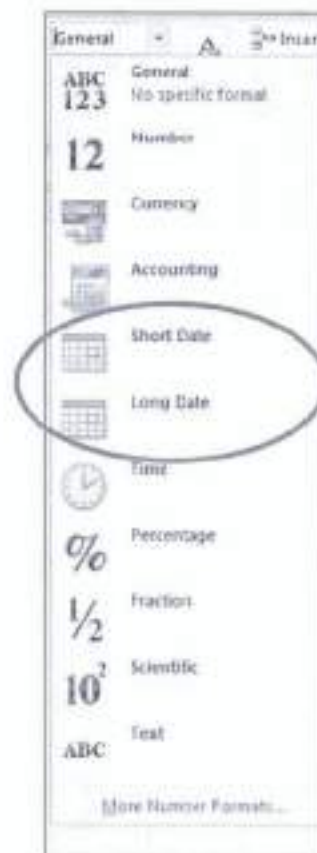 General
A
Inser
ABC
123
General
No specific format
12
Number
Currency
Accounting
Short Date
Long Date
Time
%
Percentage
1/2
Fraction
10²
Scientific
ABC
Text
More Number Formats...